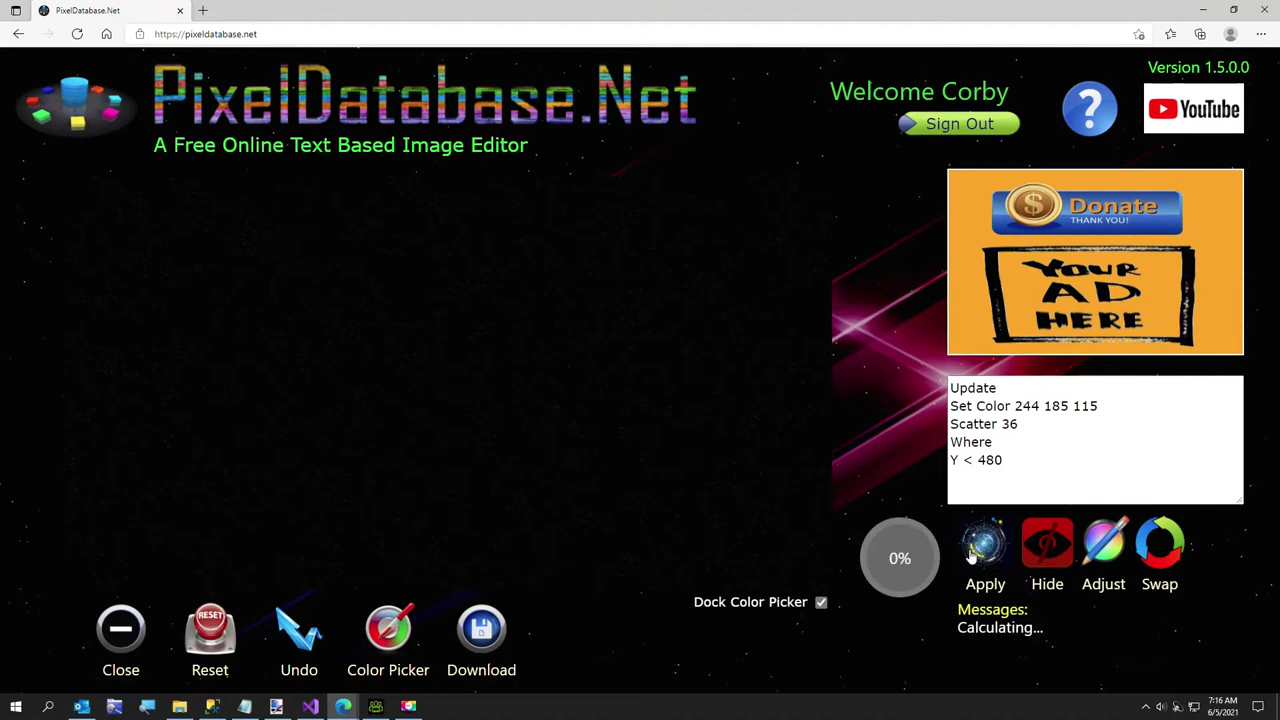 PixelDatabase.Net
https://pixeldatabase.net
PixelDatabase.Net
A Free Online Text Based Image Editor
Welcome Corby
Sign Out
?
Version 1.5.0.0
YouTube
$
Donate
THANK YOU!
YOUR
AD
HERE
Update
Set Color 244 185 115
Scatter 36
Where
Y < 480
0%
Apply
Hide
Adjust
Swap
Dock Color Picker
Messages:
Calculating...
RESET
Close
Reset
Undo
Color Picker
Download
7:16 AM
6/5/2021